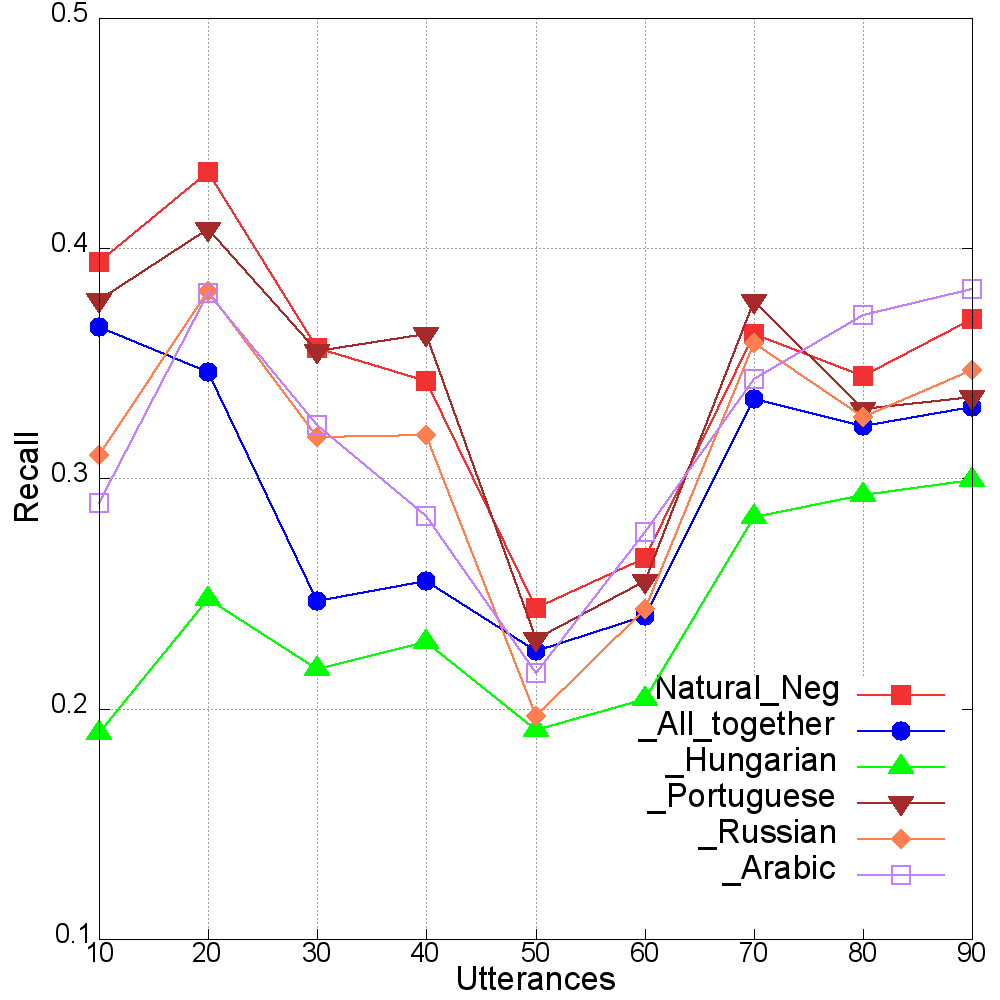 0.5
0.4
0.3
0.2
0.1
Recall
10 20 30 40 50 60 70 80 90
Utterances
Natural_Neg
_All_together
_Hungarian
_Portuguese
_Russian
_Arabic